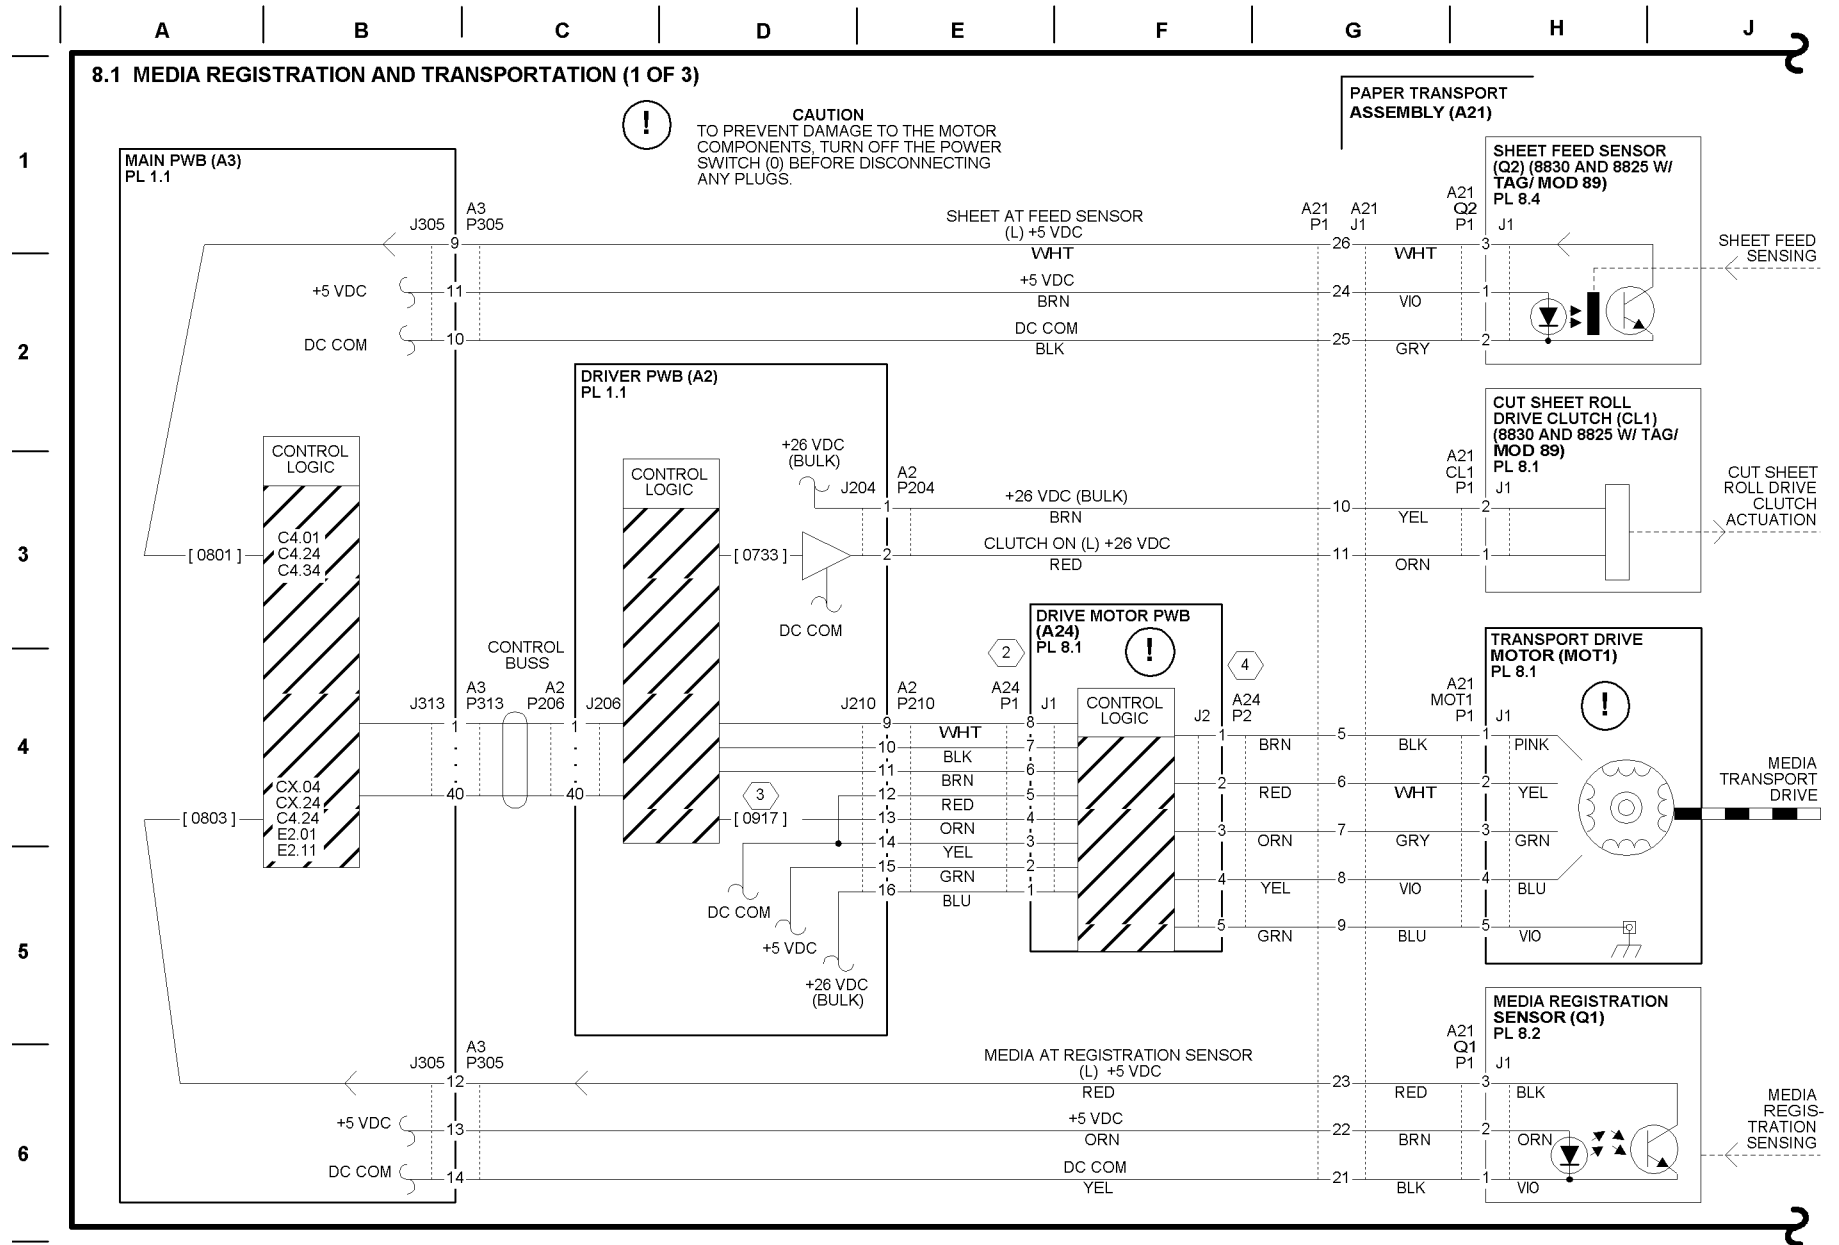 A B C D E F G H J
8.1 MEDIA REGISTRATION AND TRANSPORTATION (1 OF 3)
!
CAUTION
TO PREVENT DAMAGE TO THE MOTOR
COMPONENTS, TURN OFF THE POWER
SWITCH (0) BEFORE DISCONNECTING
ANY PLUGS.
PAPER TRANSPORT
ASSEMBLY (A21)
1
2
3
4
5
6
MAIN PWB (A3)
PL 1.1
J305
A3
P305
9
11
10
+5 VDC
DC COM
SHEET AT FEED SENSOR
(L) +5 VDC
WHT
+5 VDC
BRN
DC COM
BLK
A21
P1
A21
J1
26
24
25
WHT
VIO
GRY
A21
Q2
P1
J1
3
1
2
SHEET FEED SENSOR
(Q2) (8830 AND 8825 W/
TAG/ MOD 89)
PL 8.4
SHEET FEED
SENSING
DRIVER PWB (A2)
PL 1.1
CONTROL
LOGIC
C4.01
C4.24
C4.34
[ 0801 ]
CX.04
CX.24
C4.24
E2.01
E2.11
[ 0803 ]
CONTROL
LOGIC
+26 VDC
(BULK)
J204
A2
P204
1
2
[ 0733 ]
DC COM
+26 VDC (BULK)
BRN
CLUTCH ON (L) +26 VDC
RED
10
11
YEL
ORN
A21
CL1
P1
J1
2
1
CUT SHEET ROLL
DRIVE CLUTCH (CL1)
(8830 AND 8825 W/ TAG/
MOD 89)
PL 8.1
CUT SHEET
ROLL DRIVE
CLUTCH
ACTUATION
CONTROL
BUSS
J313
A3
P313
A2
P206
J206
1
40
1
40
J210
A2
P210
9
10
11
12
13
14
15
16
3
[ 0917 ]
DC COM
+5 VDC
+26 VDC
(BULK)
WHT
BLK
BRN
RED
ORN
YEL
GRN
BLU
2
A24
P1
J1
8
7
6
5
4
3
2
1
DRIVE MOTOR PWB
(A24)
PL 8.1
!
CONTROL
LOGIC
4
J2
A24
P2
1
2
3
4
5
BRN
RED
ORN
YEL
GRN
5
6
7
8
9
BLK
WHT
GRY
VIO
BLU
A21
MOT1
P1
J1
1
2
3
4
5
PINK
YEL
GRN
BLU
VIO
TRANSPORT DRIVE
MOTOR (MOT1)
PL 8.1
!
MEDIA
TRANSPORT
DRIVE
J305
A3
P305
12
13
14
+5 VDC
DC COM
MEDIA AT REGISTRATION SENSOR
(L) +5 VDC
RED
+5 VDC
ORN
DC COM
YEL
23
22
21
RED
BRN
BLK
A21
Q1
P1
J1
3
2
1
BLK
ORN
VIO
MEDIA REGISTRATION
SENSOR (Q1)
PL 8.2
MEDIA
REGIS-
TRATION
SENSING